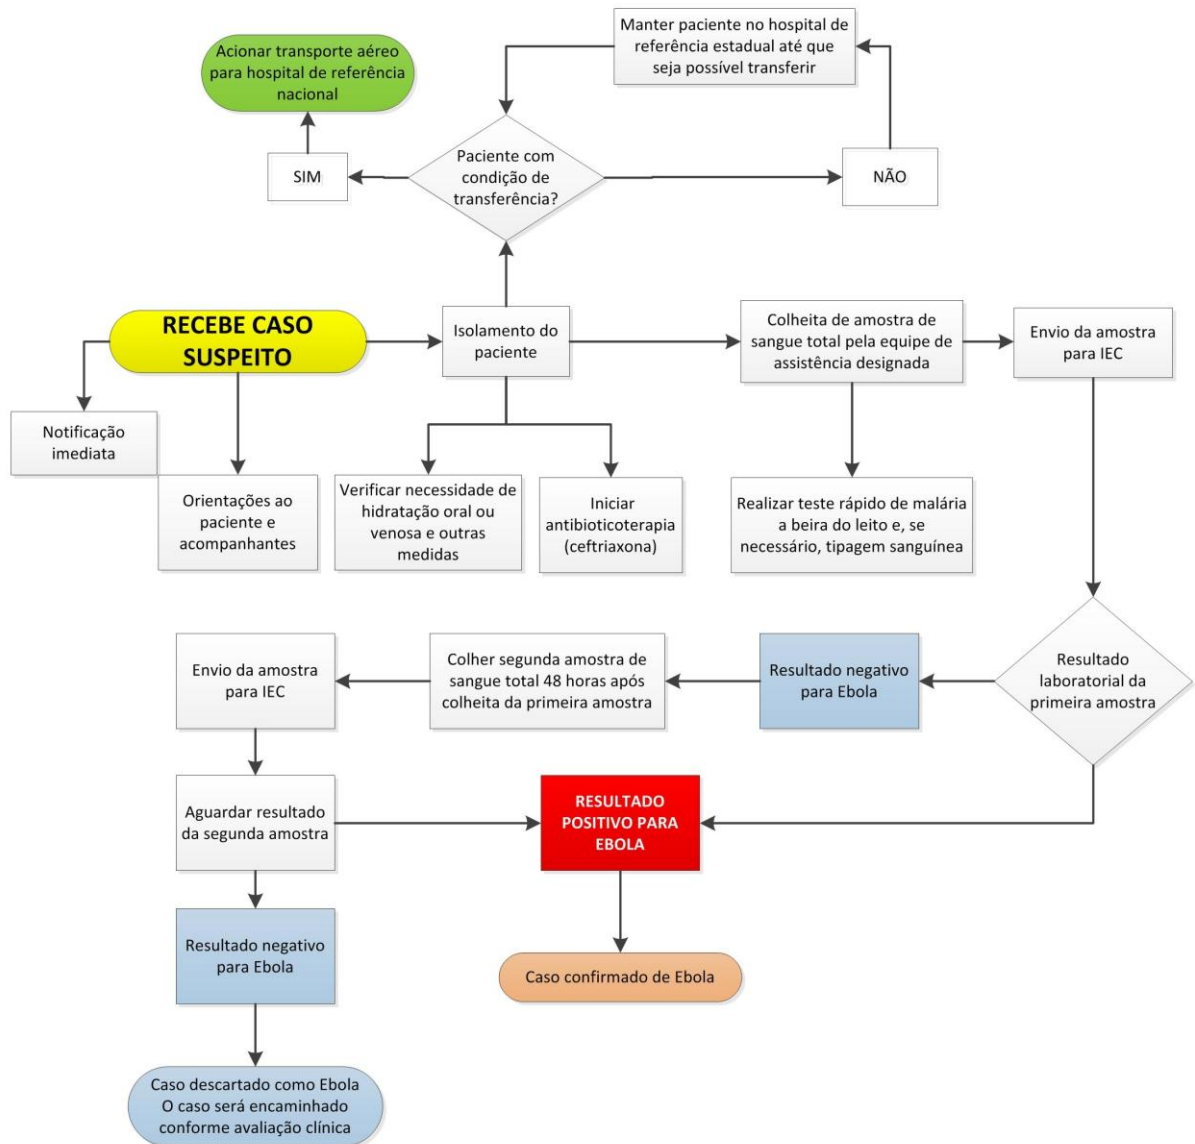 Manter paciente no hospital de
referência estadual até que
seja possível transferir
Acionar transporte aéreo
para hospital de referência
nacional
Paciente com
condição de
transferência?
SIM
NÃO
RECEBE CASO
SUSPEITO
Isolamento do
paciente
Colheita de amostra de
sangue total pela equipe de
assistência designada
Envio da amostra
para IEC
Notificação
imediata
Orientações ao
paciente e
acompanhantes
Verificar necessidade de
hidratação oral ou
venosa e outras
medidas
Iniciar
antibioticoterapia
(ceftriaxona)
Realizar teste rápido de malária
a beira do leito e, se
necessário, tipagem sanguínea
Envio da amostra
para IEC
Colher segunda amostra de
sangue total 48 horas após
colheita da primeira amostra
Resultado negativo
para Ebola
Resultado
laboratorial da
primeira amostra
Aguardar resultado
da segunda amostra
RESULTADO
POSITIVO PARA
EBOLA
Resultado negativo
para Ebola
Caso confirmado de Ebola
Caso descartado como Ebola
O caso será encaminhado
conforme avaliação clínica